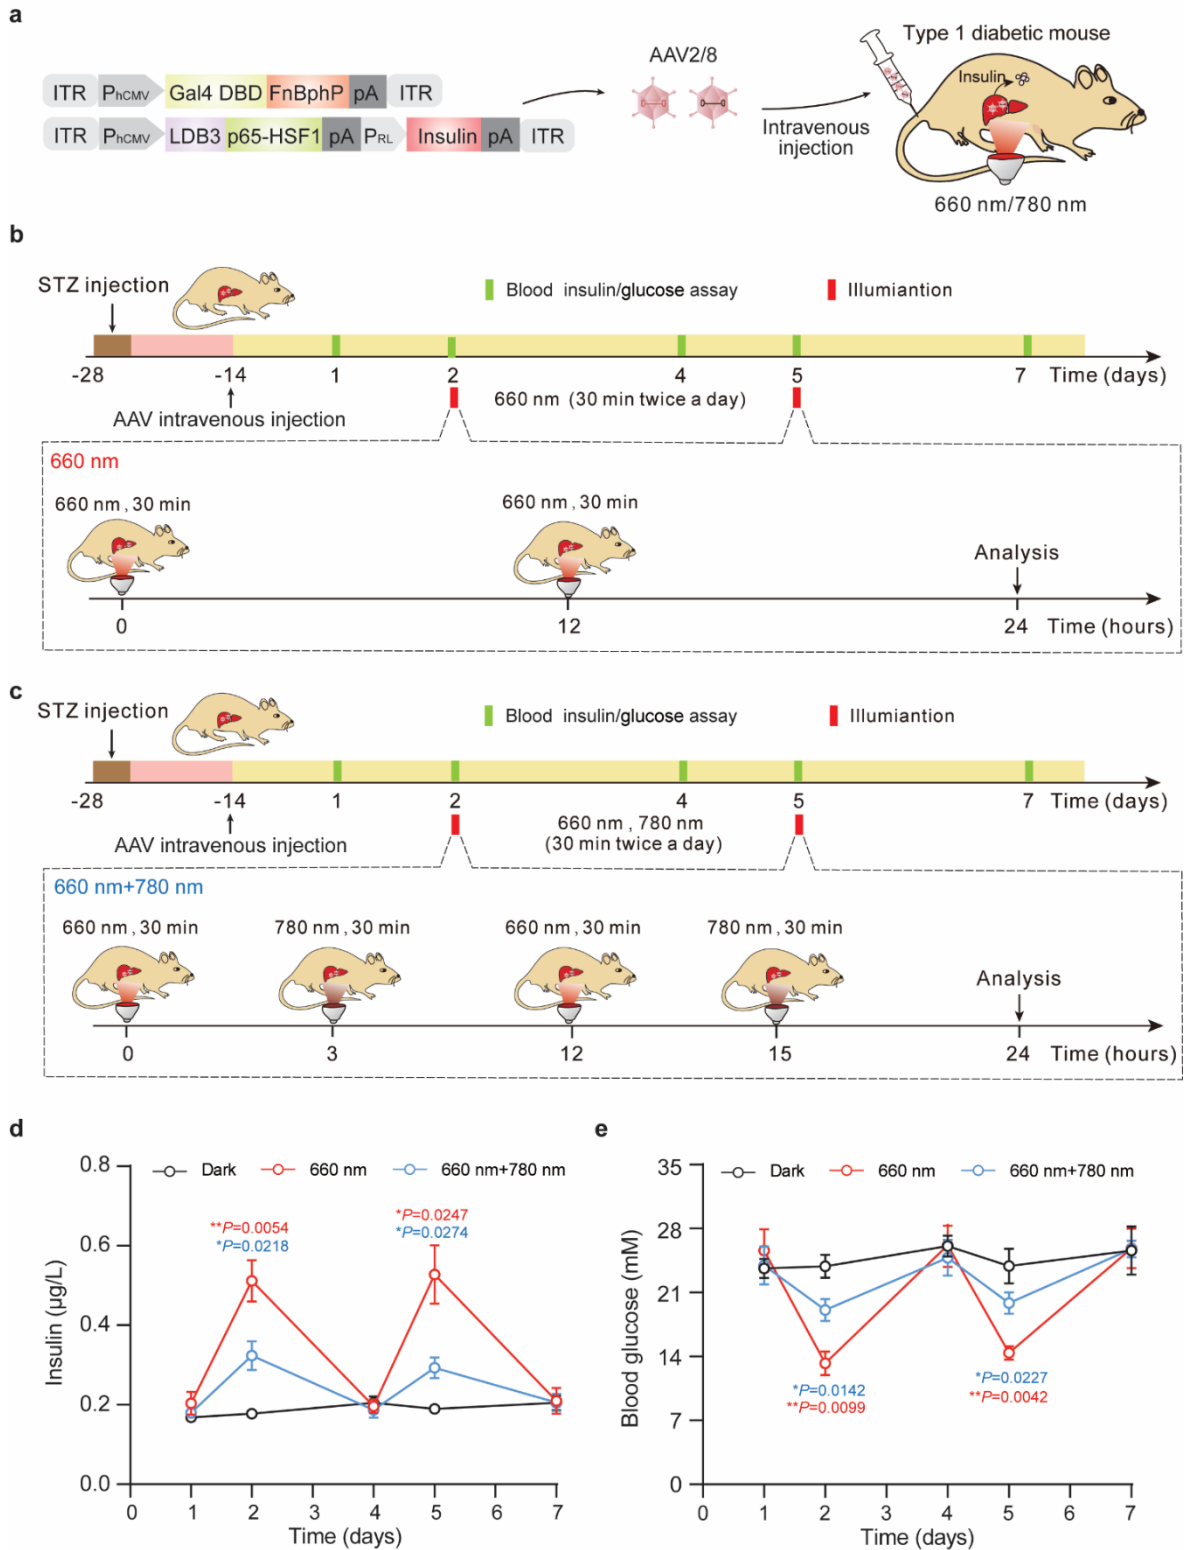 a
ITR PhCMV Gal4 DBD FnBphP pA ITR
ITR PhCMV LDB3 p65-HSF1 pA PRL Insulin pA ITR
AAV2/8
Intravenous
injection
Type 1 diabetic mouse
Insulin
660 nm/780 nm
b
STZ injection
Blood insulin/glucose assay
Illumiantion
-28 -14 1 2 4 5 7 Time (days)
AAV intravenous injection
660 nm (30 min twice a day)
660 nm
660 nm , 30 min 660 nm , 30 min
Analysis
0 12 24 Time (hours)
c
STZ injection
Blood insulin/glucose assay
Illumiantion
-28 -14 1 2 4 5 7 Time (days)
AAV intravenous injection
660 nm , 780 nm
(30 min twice a day)
660 nm+780 nm
660 nm , 30 min 780 nm , 30 min 660 nm , 30 min 780 nm , 30 min
Analysis
0 3 12 15 24 Time (hours)
d
Dark 660 nm 660 nm+780 nm
**P=0.0054
*P=0.0218
*P=0.0247
*P=0.0274
Insulin (µg/L)
0.8
0.6
0.4
0.2
0.0
0 1 2 3 4 5 6 7
Time (days)
e
Dark 660 nm 660 nm+780 nm
Blood glucose (mM)
35
28
21
14
7
0
*P=0.0142
**P=0.0099
*P=0.0227
**P=0.0042
0 1 2 3 4 5 6 7
Time (days)